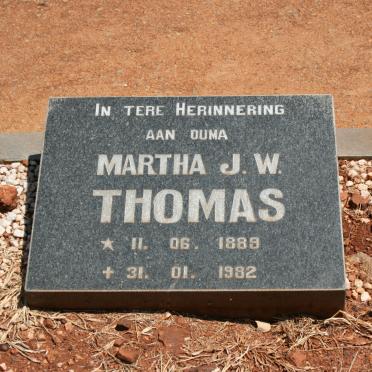 IN TERE HERINNERING
AAN OUMA
MARTHA J. W.
THOMAS
★ 11. 06. 1889
+ 31. 01. 1982